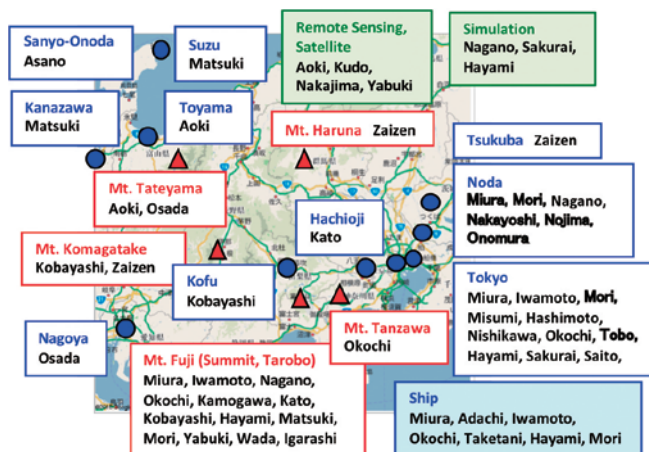 Sanyo-Onoda
Asano
Suzu
Matsuki
Remote Sensing,
Satellite
Aoki, Kudo,
Nakajima, Yabuki
Simulation
Nagano, Sakurai,
Hayami
Kanazawa
Matsuki
Toyama
Aoki
Mt. Haruna Zaizen
Tsukuba Zaizen
Mt. Tateyama
Aoki, Osada
Noda
Miura, Mori, Nagano,
Nakayoshi, Nojima,
Onomura
Hachioji
Kato
Mt. Komagatake
Kobayashi, Zaizen
Kofu
Kobayashi
Tokyo
Miura, Iwamoto, Mori,
Misumi, Hashimoto,
Nishikawa, Okochi, Tobo,
Hayami, Sakurai, Saito,
Nagoya
Osada
Mt. Tanzawa
Okochi
Mt. Fuji (Summit, Tarobo)
Miura, Iwamoto, Nagano,
Okochi, Kamogawa, Kato,
Kobayashi, Hayami, Matsuki,
Mori, Yabuki, Wada, Igarashi
Ship
Miura, Adachi, Iwamoto,
Okochi, Taketani, Hayami, Mori